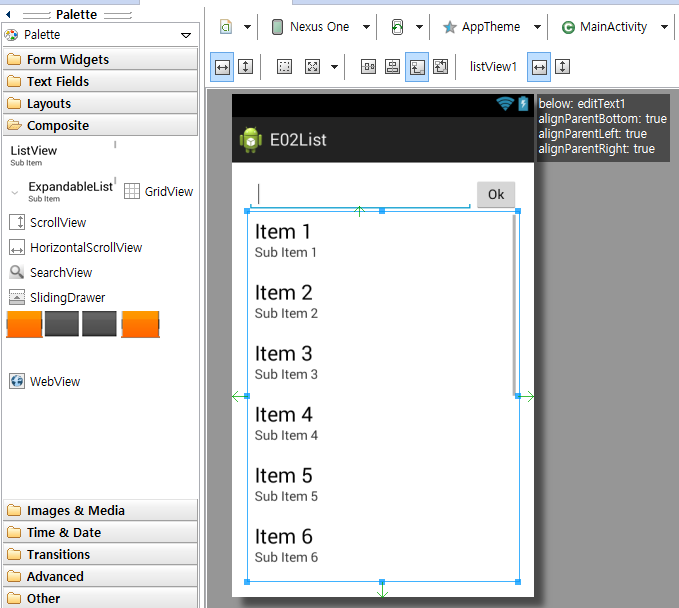 Palette
Palette
Form Widgets
Text Fields
Layouts
Composite
ListView
Sub Item
ExpandableList
Sub Item
GridView
ScrollView
HorizontalScrollView
SearchView
SlidingDrawer
WebView
Images & Media
Time & Date
Transitions
Advanced
Other
Nexus One
AppTheme
MainActivity
listView1
E02List
Ok
Item 1
Sub Item 1
Item 2
Sub Item 2
Item 3
Sub Item 3
Item 4
Sub Item 4
Item 5
Sub Item 5
Item 6
Sub Item 6
below: editText1
alignParentBottom: true
alignParentLeft: true
alignParentRight: true